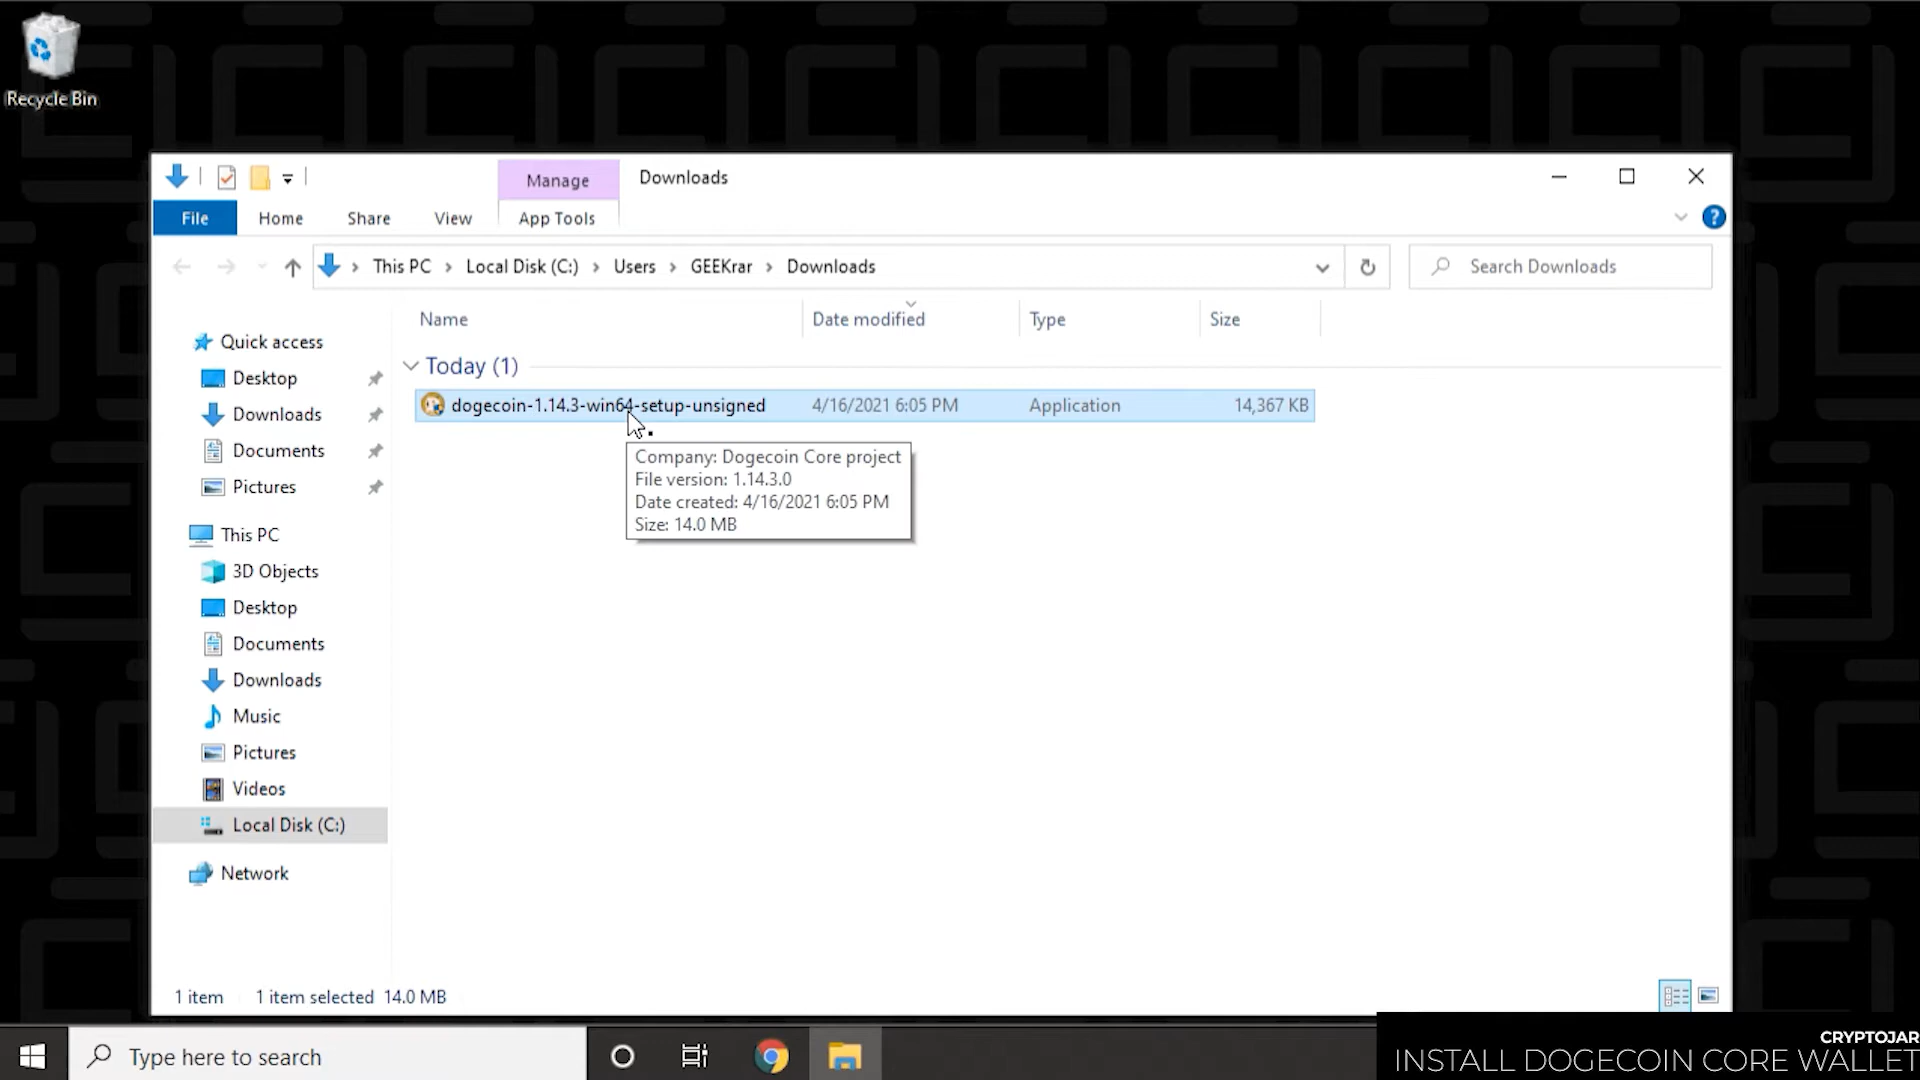 Recycle Bin
Manage
Downloads
File
Home
Share
View
App Tools
This PC
Local Disk (C:)
Users
GEEKrar
Downloads
Search Downloads
Name
Date modified
Type
Size
Quick access
Desktop
Downloads
Documents
Pictures
This PC
3D Objects
Desktop
Documents
Downloads
Music
Pictures
Videos
Local Disk (C:)
Network
Today (1)
dogecoin-1.14.3-win64-setup-unsigned
4/16/2021 6:05 PM
Application
14,367 KB
Company: Dogecoin Core project
File version: 1.14.3.0
Date created: 4/16/2021 6:05 PM
Size: 14.0 MB
1 item
1 item selected 14.0 MB
Type here to search
CRYPTOJAR
INSTALL DOGECOIN CORE WALLET